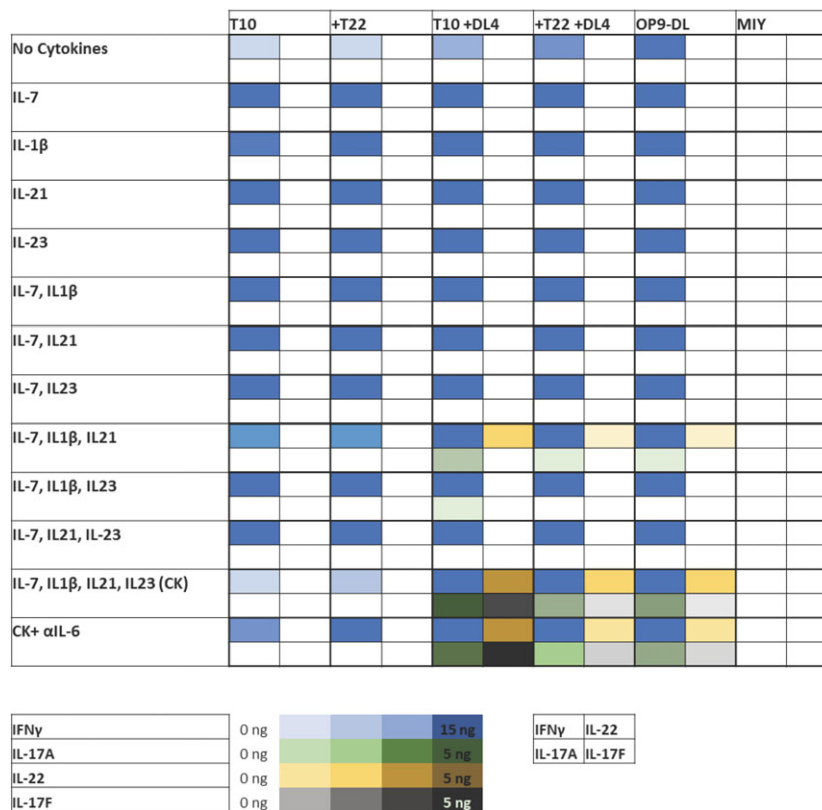 T10 +T22 T10 +DL4 +T22 +DL4 OP9-DL MIY
No Cytokines
IL-7
IL-1β
IL-21
IL-23
IL-7, IL1β
IL-7, IL21
IL-7, IL23
IL-7, IL1β, IL21
IL-7, IL1β, IL23
IL-7, IL21, IL-23
IL-7, IL1β, IL21, IL23 (CK)
CK+ αIL-6
IFNγ 0 ng 15 ng IFNγ IL-22
IL-17A 0 ng 5 ng IL-17A IL-17F
IL-22 0 ng 5 ng
IL-17F 0 ng 5 ng